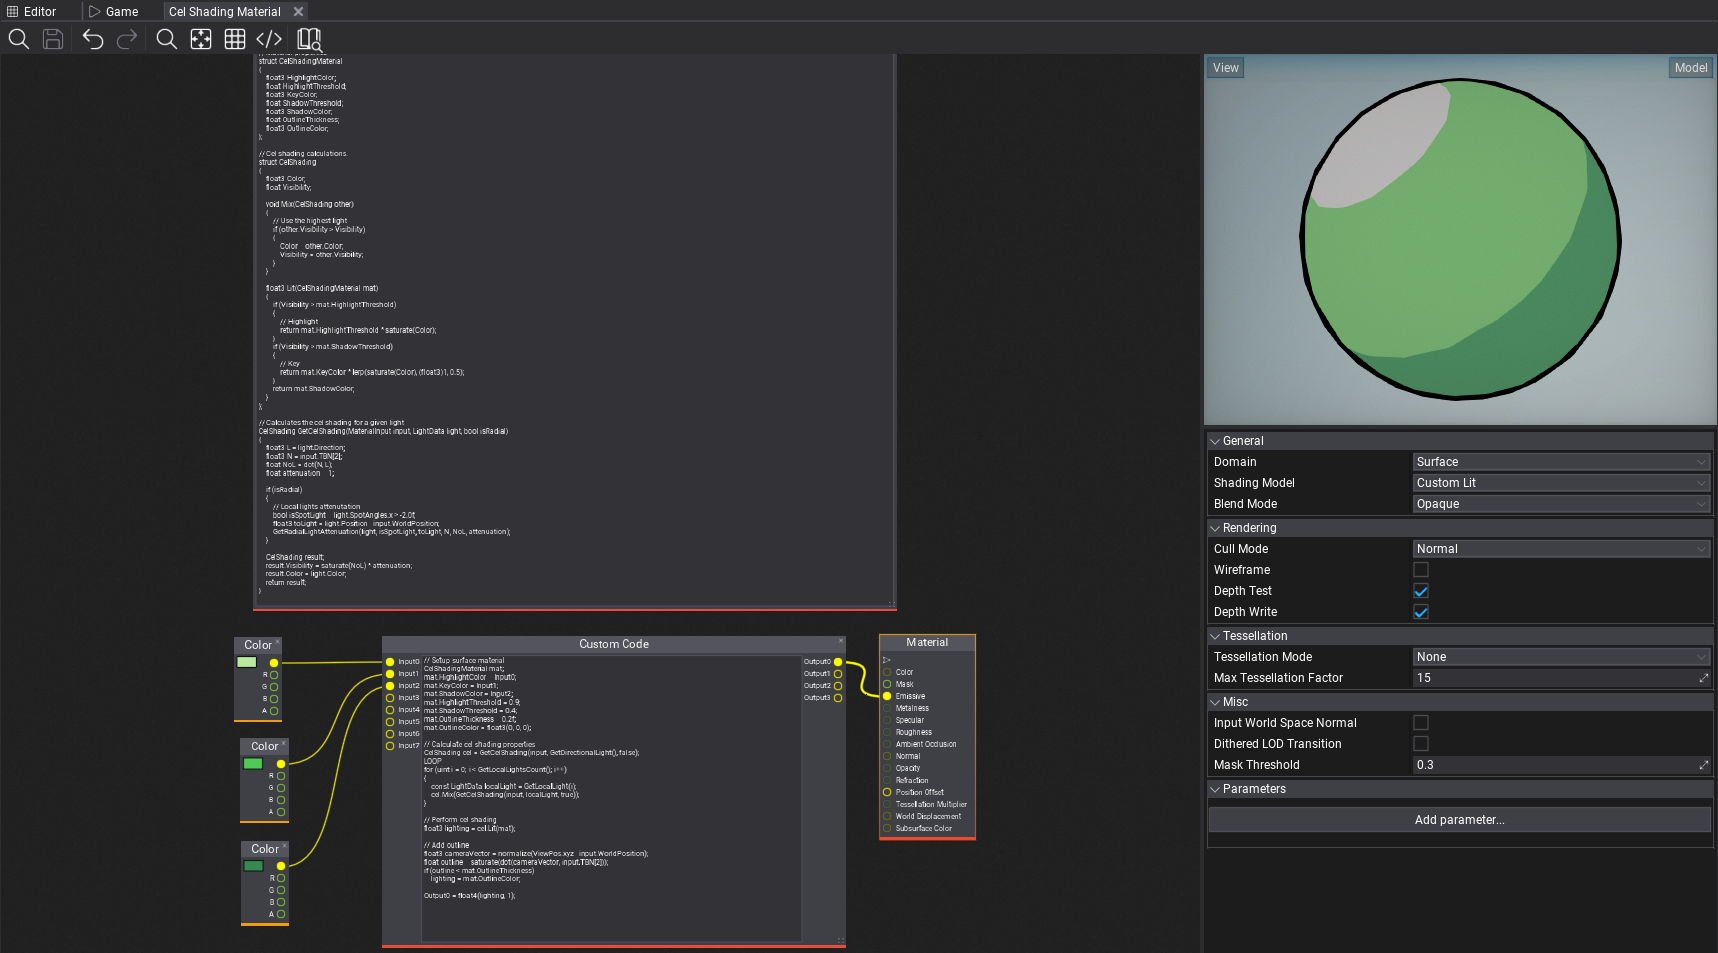 Editor
Game
Cel Shading Material
struct CelShadingMaterial
{
float3 HighlightColor;
float HighlightThreshold;
float3 KeyColor;
float ShadowThreshold;
float3 ShadowColor;
float OutlineThickness;
float3 OutlineColor;
};
// Cel shading calculations.
struct CelShading
{
float3 Color;
float Visibility;
void Mix(CelShading other)
{
// Use the highest light
if (other.Visibility > Visibility)
{
Color other.Color;
Visibility = other.Visibility;
}
}
float3 Lit(CelShadingMaterial mat)
{
if (Visibility > mat.HighlightThreshold)
{
// Highlight
return mat.HighlightThreshold * saturate(Color);
}
if (Visibility > mat.ShadowThreshold)
{
// Key
return mat.KeyColor * lerp(saturate(Color), (float3)1, 0.5);
}
return mat.ShadowColor;
}
};
// Calculates the cel shading for a given light
CelShading GetCelShading(MaterialInput input, LightData light, bool isRadial)
{
float3 L = light.Direction;
float3 N = input.TBN[2];
float NoL = dot(N, L);
float attenuation 1;
if (isRadial)
{
// Local lights attenutation
bool isSpotLight light.SpotAngles.x > -2.0f;
float3 toLight = light.Position input.WorldPosition;
GetRadialLightAttenuation(light, isSpotLight, toLight, N, NoL, attenuation);
}
CelShading result;
result.Visibility = saturate(NoL) * attenuation;
result.Color = light.Color;
return result;
}
Color
R
G
B
A
Color
R
G
B
A
Color
R
G
B
A
Custom Code
Input0
Input1
Input2
Input3
Input4
Input5
Input6
Input7
// Setup surface material
CelShadingMaterial mat;
mat.HighlightColor Input0;
mat.KeyColor = Input1;
mat.ShadowColor = Input2;
mat.HighlightThreshold = 0.9;
mat.ShadowThreshold = 0.4;
mat.OutlineThickness 0.2f;
mat.OutlineColor = float3(0, 0, 0);
// Calculate cel shading properties
CelShading cel = GetCelShading(input, GetDirectionalLight(), false);
LOOP
for (uint i = 0; i < GetLocalLightsCount(); i++)
{
const LightData localLight = GetLocalLight(i);
cel.Mix(GetCelShading(input, localLight, true));
}
// Perform cel shading
float3 lighting = cel.Lit(mat);
// Add outline
float3 cameraVector = normalize(ViewPos.xyz input.WorldPosition);
float outline saturate(dot(cameraVector, input.TBN[2]));
if (outline < mat.OutlineThickness)
lighting = mat.OutlineColor;
Output0 = float4(lighting, 1);
Output0
Output1
Output2
Output3
Material
Color
Mask
Emissive
Metalness
Specular
Roughness
Ambient Occlusion
Normal
Opacity
Refraction
Position Offset
Tessellation Multiplier
World Displacement
Subsurface Color
View
Model
General
Domain Surface
Shading Model Custom Lit
Blend Mode Opaque
Rendering
Cull Mode Normal
Wireframe
Depth Test
Depth Write
Tessellation
Tessellation Mode None
Max Tessellation Factor 15
Misc
Input World Space Normal
Dithered LOD Transition
Mask Threshold 0.3
Parameters
Add parameter...